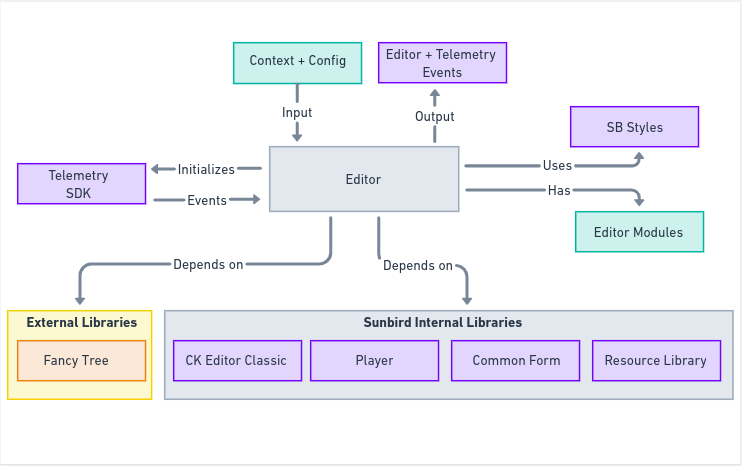 Context + Config
Editor + Telemetry
Events
Input
Output
SB Styles
Telemetry
SDK
Initializes
Events
Editor
Uses
Has
Editor Modules
Depends on
Depends on
External Libraries
Fancy Tree
Sunbird Internal Libraries
CK Editor Classic
Player
Common Form
Resource Library